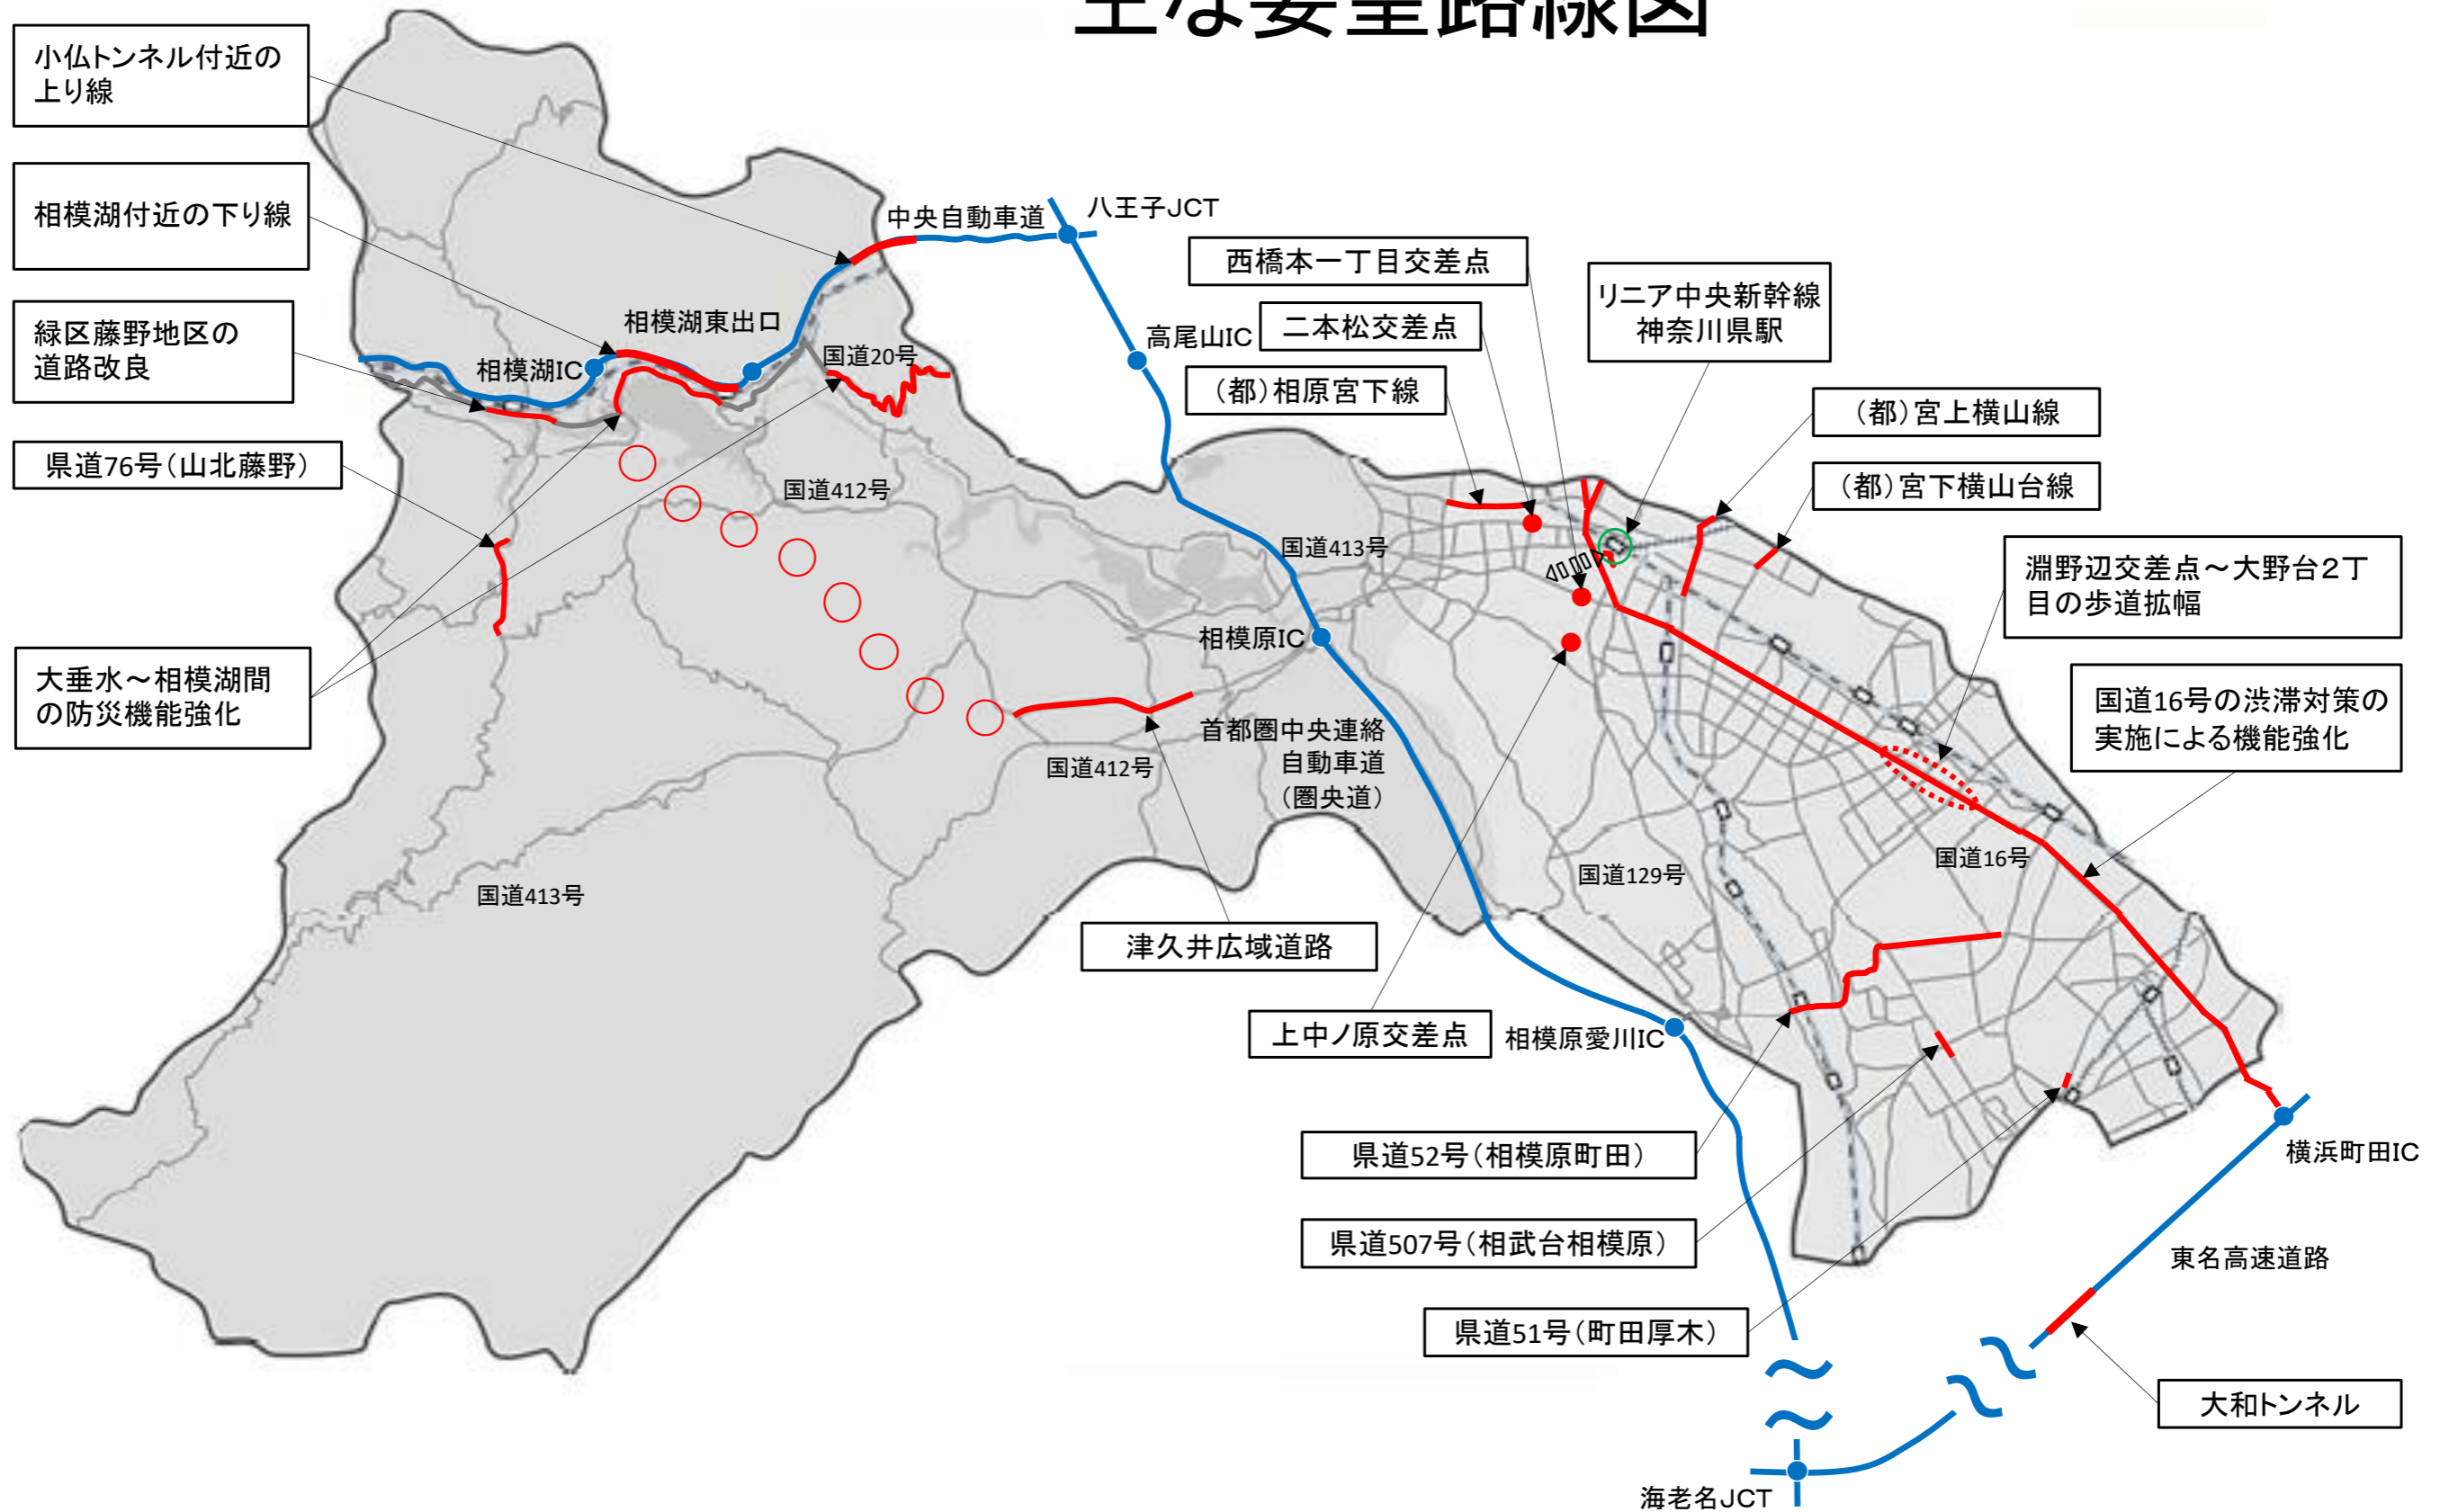 主な要望路線図
小仏トンネル付近の
上り線
相模湖付近の下り線
緑区藤野地区の
道路改良
県道76号(山北藤野)
大垂水～相模湖間
の防災機能強化
中央自動車道
八王子JCT
相模湖東出口
相模湖IC
国道20号
高尾山IC
国道412号
西橋本一丁目交差点
二本松交差点
(都)相原宮下線
リニア中央新幹線
神奈川県駅
(都)宮上横山線
(都)宮下横山台線
淵野辺交差点～大野台2丁
目の歩道拡幅
国道16号の渋滞対策の
実施による機能強化
国道413号
相模原IC
首都圏中央連絡
自動車道
(圏央道)
国道412号
国道413号
国道129号
国道16号
津久井広域道路
上中ノ原交差点
相模原愛川IC
県道52号(相模原町田)
県道507号(相武台相模原)
県道51号(町田厚木)
横浜町田IC
東名高速道路
大和トンネル
海老名JCT